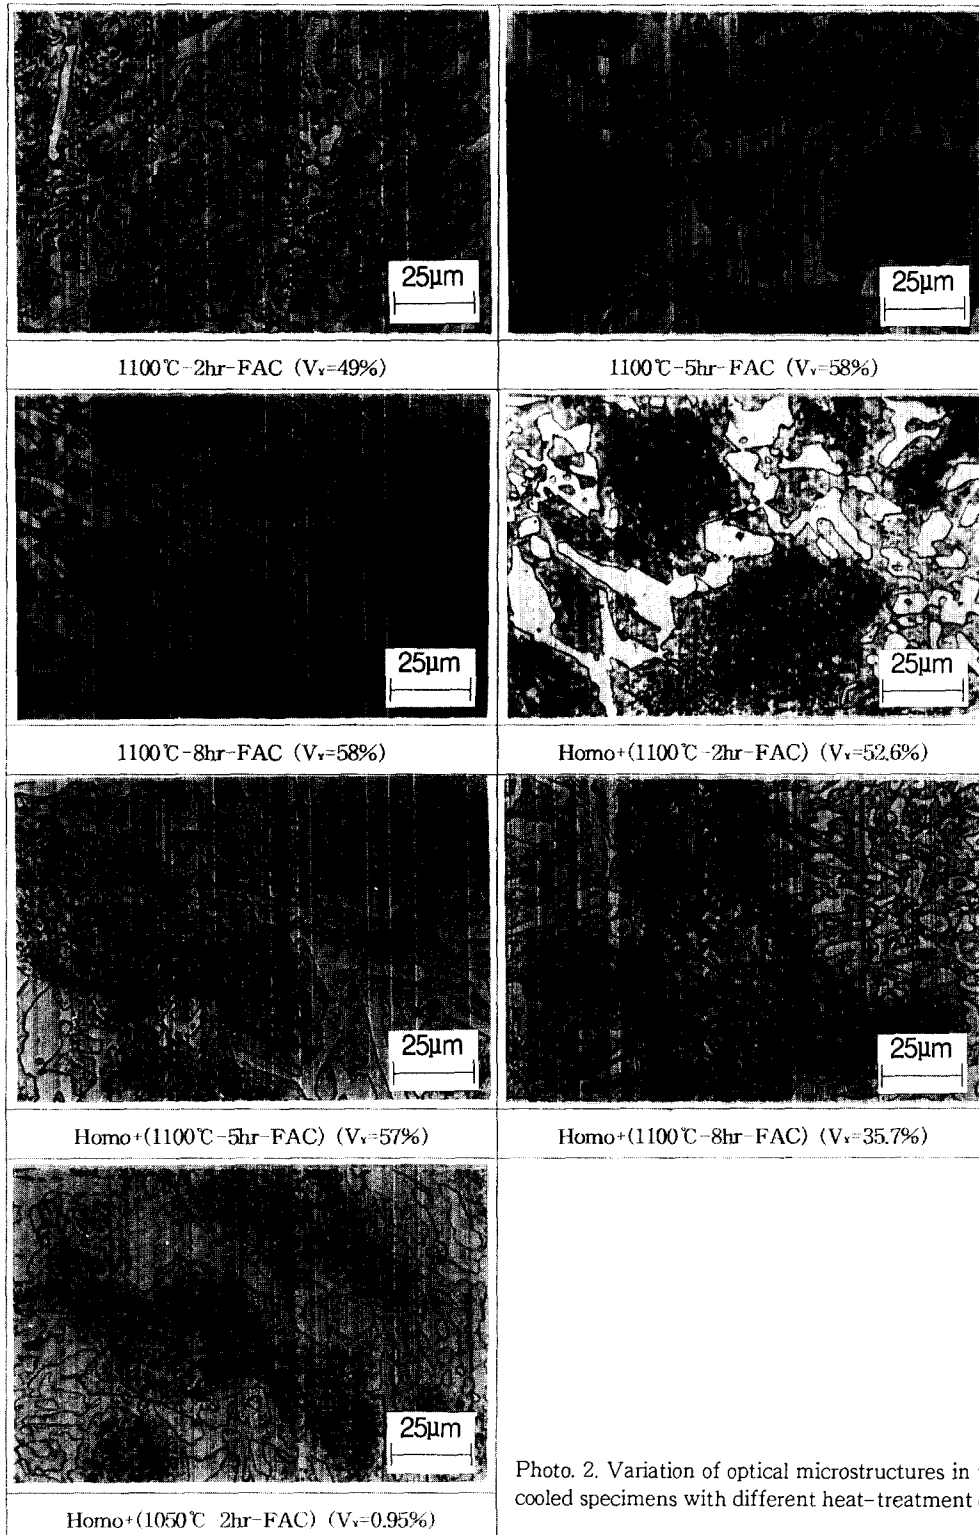 25μm
25μm
1100℃-2hr-FAC (Vᵧ=49%)
1100℃-5hr-FAC (Vᵧ=58%)
25μm
25μm
1100℃-8hr-FAC (Vᵧ=58%)
Homo+(1100℃-2hr-FAC) (Vᵧ=52.6%)
25μm
25μm
Homo+(1100℃-5hr-FAC) (Vᵧ=57%)
Homo+(1100℃-8hr-FAC) (Vᵧ=35.7%)
25μm
Homo+(1050℃ 2hr-FAC) (Vᵧ=0.95%)
Photo. 2. Variation of optical microstructures in
cooled specimens with different heat-treatment